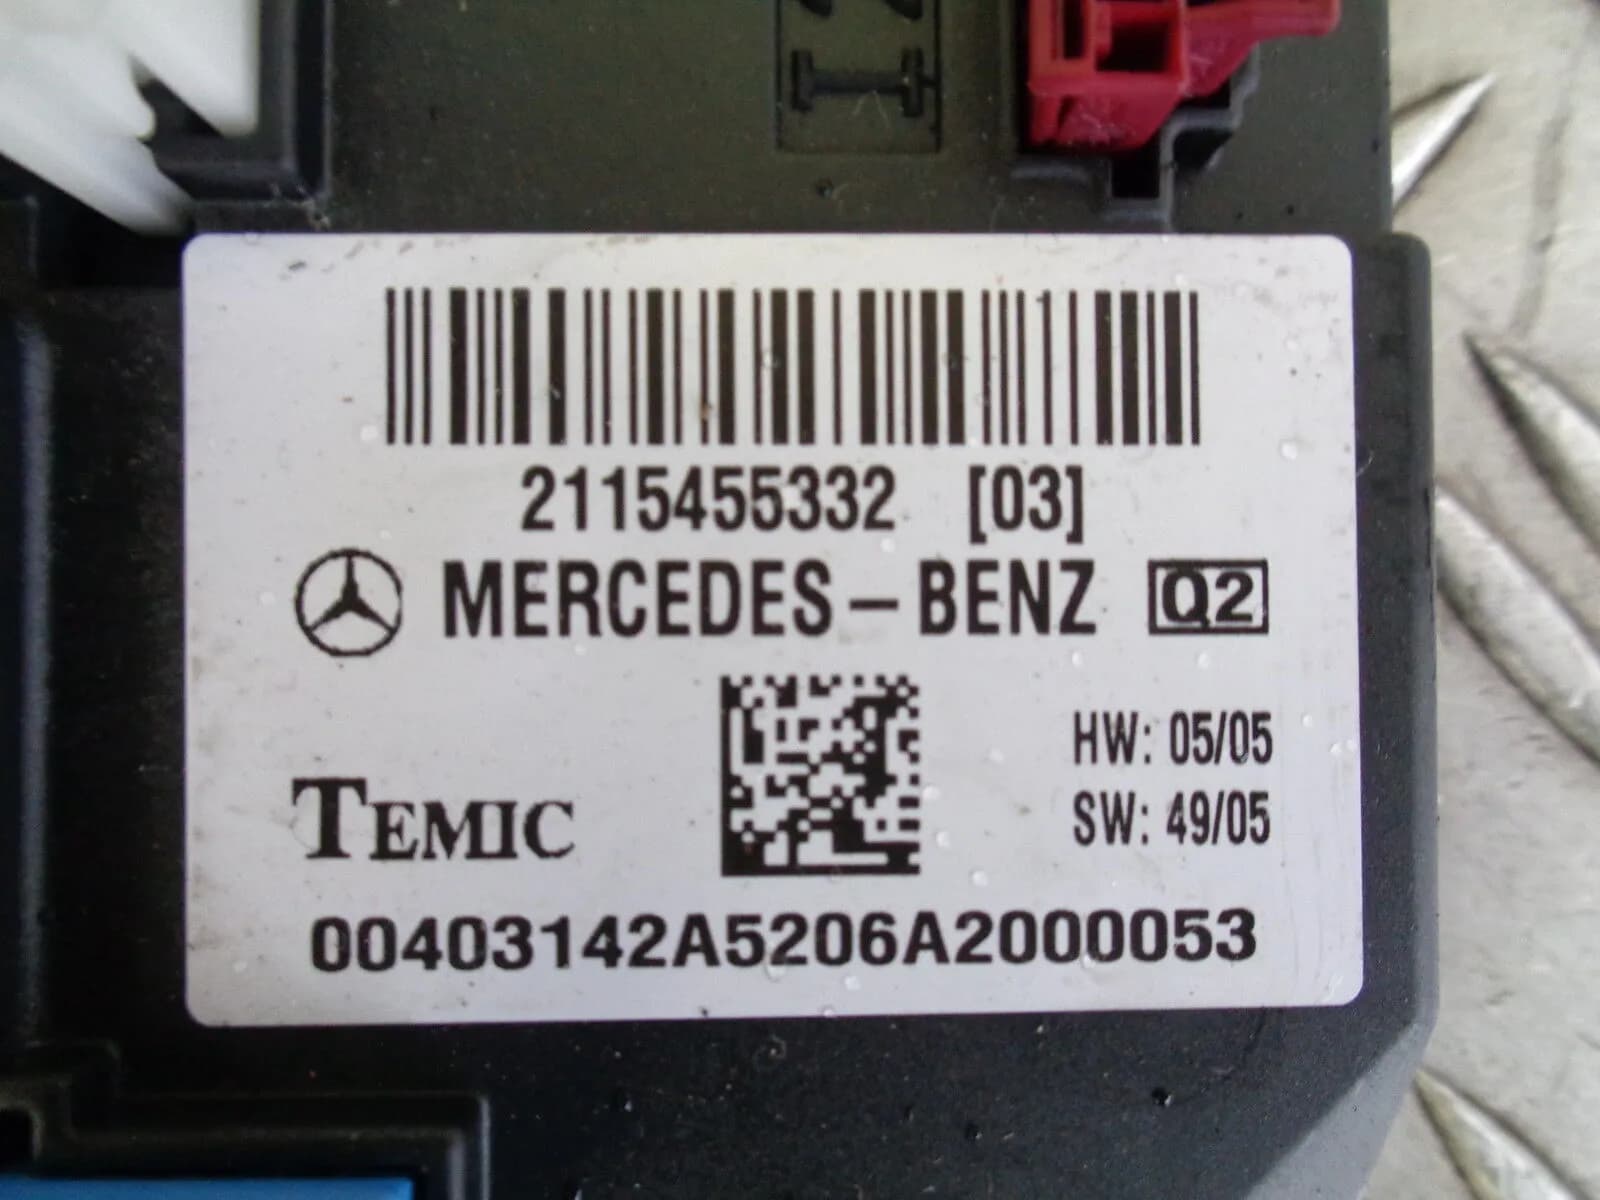 2115455332 [03]
MERCEDES-BENZ Q2
HW: 05/05
SW: 49/05
TEMIC
00403142A5206A2000053